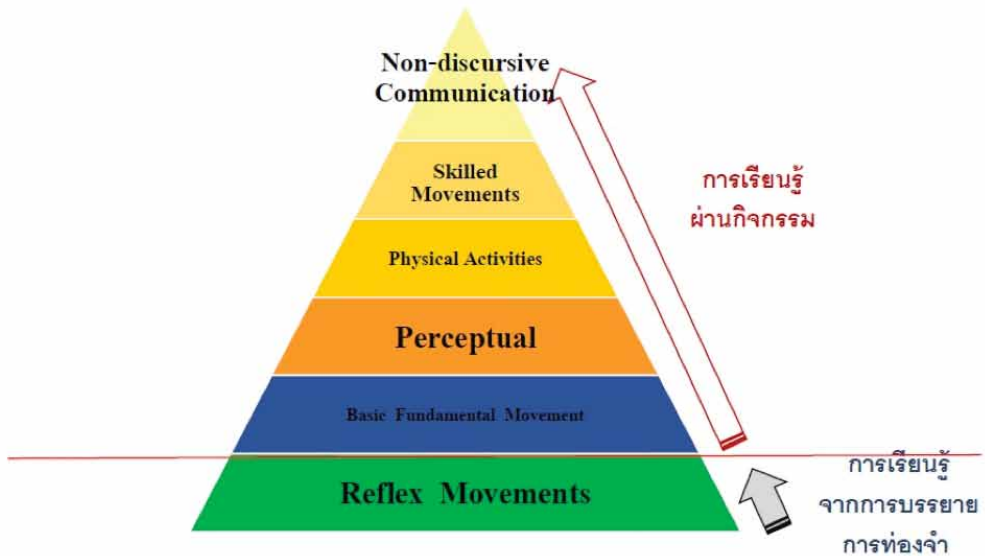 Non-discursive
Communication
Skilled
Movements
Physical Activities
Perceptual
Basic Fundamental Movement
Reflex Movements
การเรียนรู้
ผ่านกิจกรรม
การเรียนรู้
จากการบรรยาย
การท่องจำ